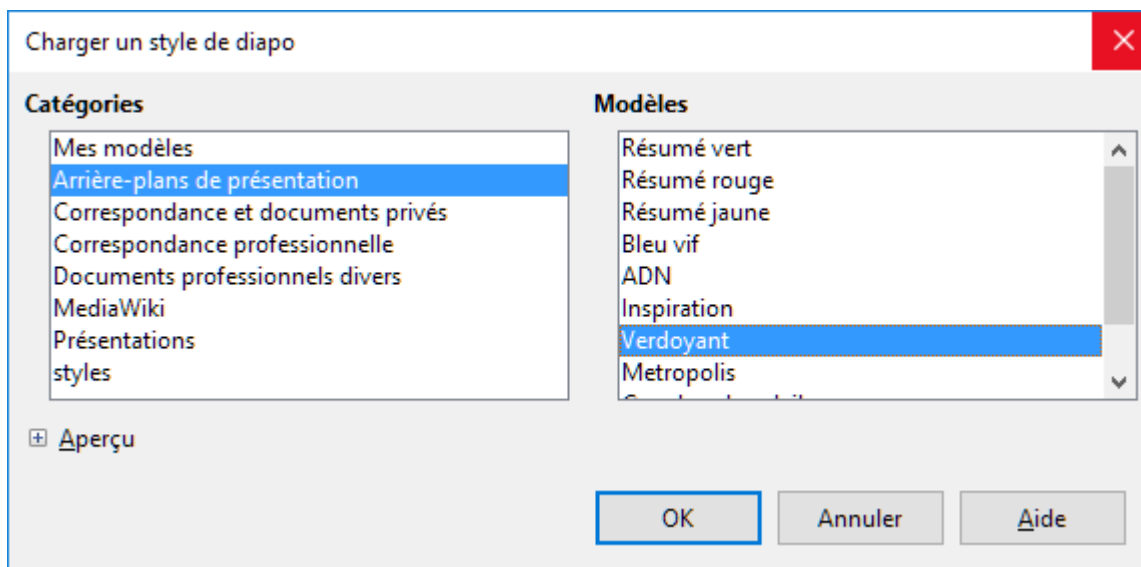 Charger un style de diapo
Catégories
Mes modèles
Arrière-plans de présentation
Correspondance et documents privés
Correspondance professionnelle
Documents professionnels divers
MediaWiki
Présentations
styles
Modèles
Résumé vert
Résumé rouge
Résumé jaune
Bleu vif
ADN
Inspiration
Verdoyant
Metropolis
Aperçu
OK
Annuler
Aide